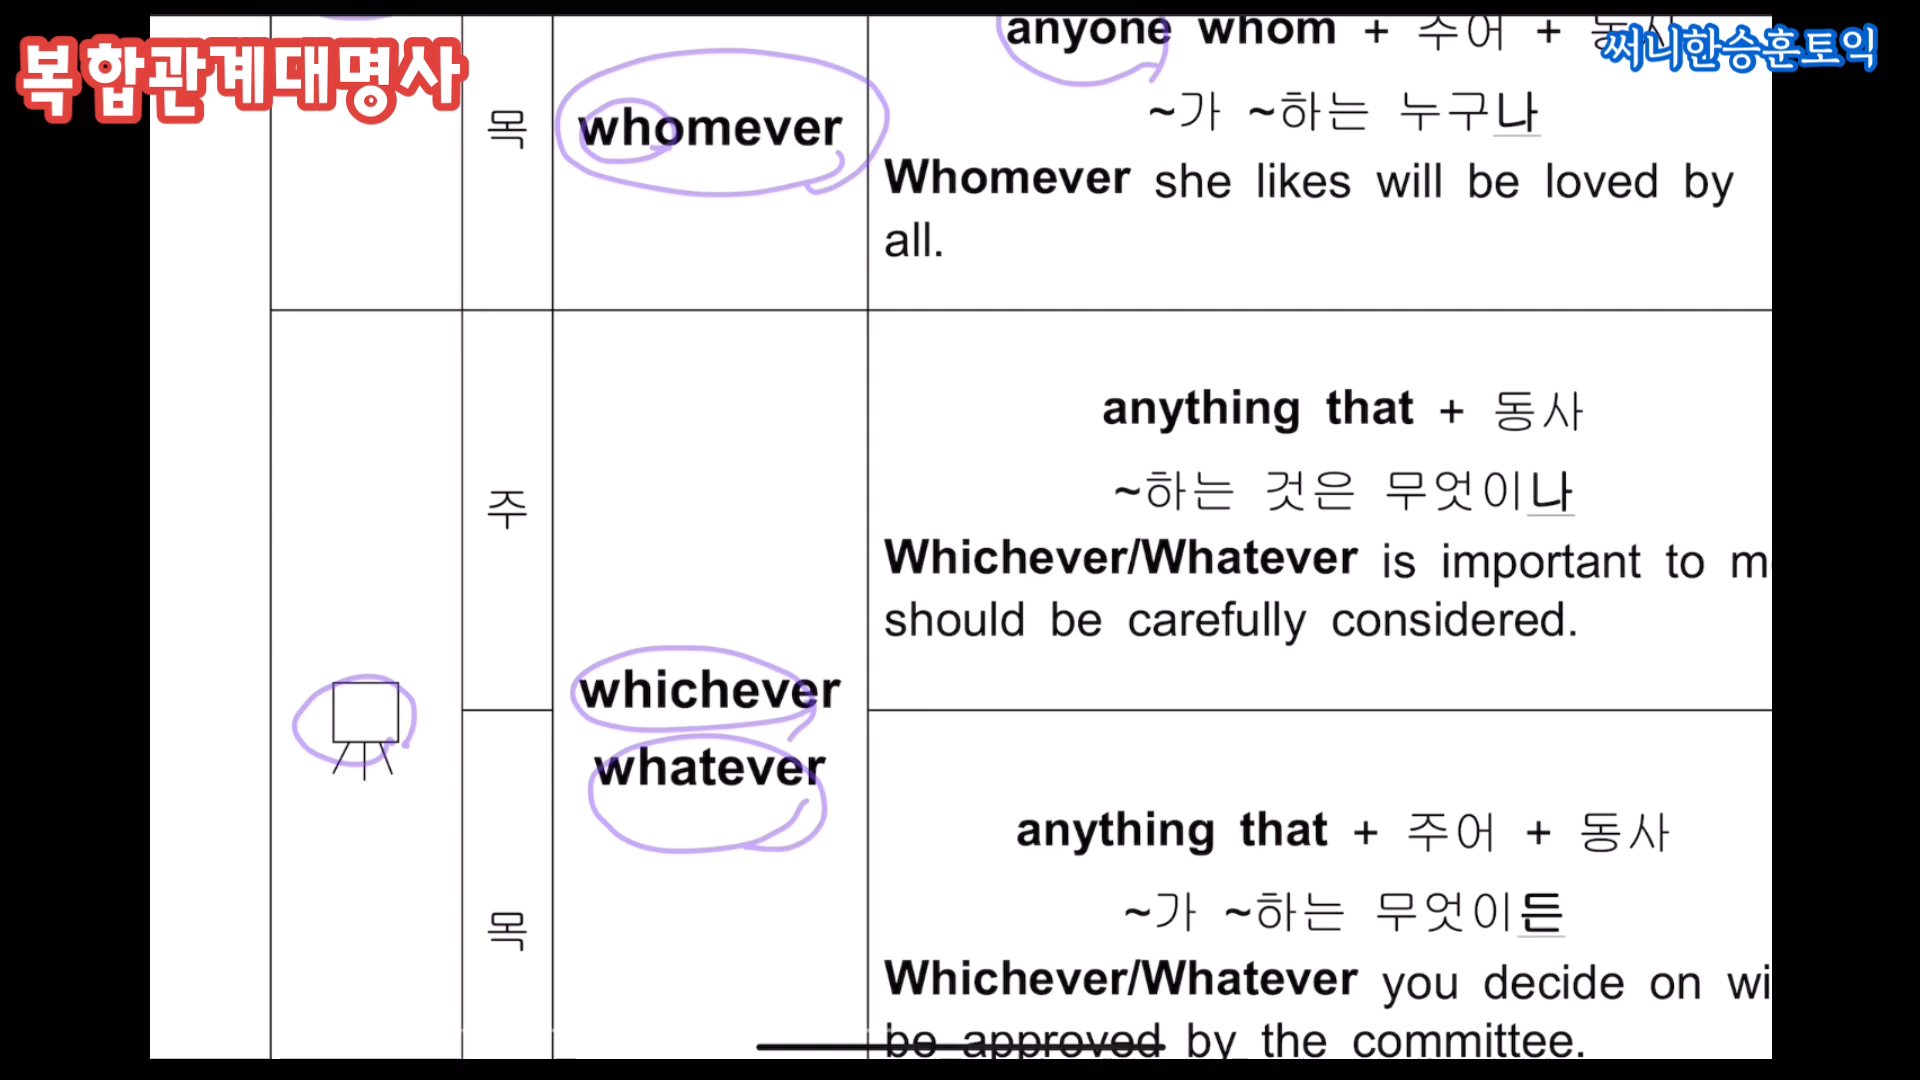 복합관계대명사
써니한승훈토익
anyone whom + 주어 + 동사
~가 ~하는 누구나
목
whomever
Whomever she likes will be loved by
all.
주
anything that + 동사
~하는 것은 무엇이나
Whichever/Whatever is important to m
should be carefully considered.
whichever
whatever
목
anything that + 주어 + 동사
~가 ~하는 무엇이든
Whichever/Whatever you decide on wi
be approved by the committee.